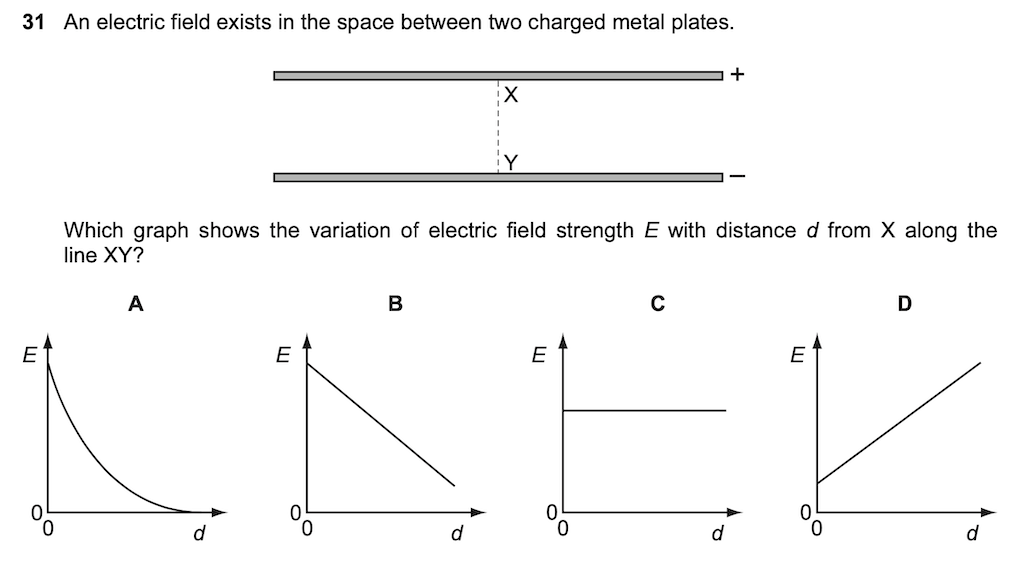 31 An electric field exists in the space between two charged metal plates.
+
X
Y
–
Which graph shows the variation of electric field strength E with distance d from X along the
line XY?
A B C D
E E E E
0 0 0 0
0 d 0 d 0 d 0 d